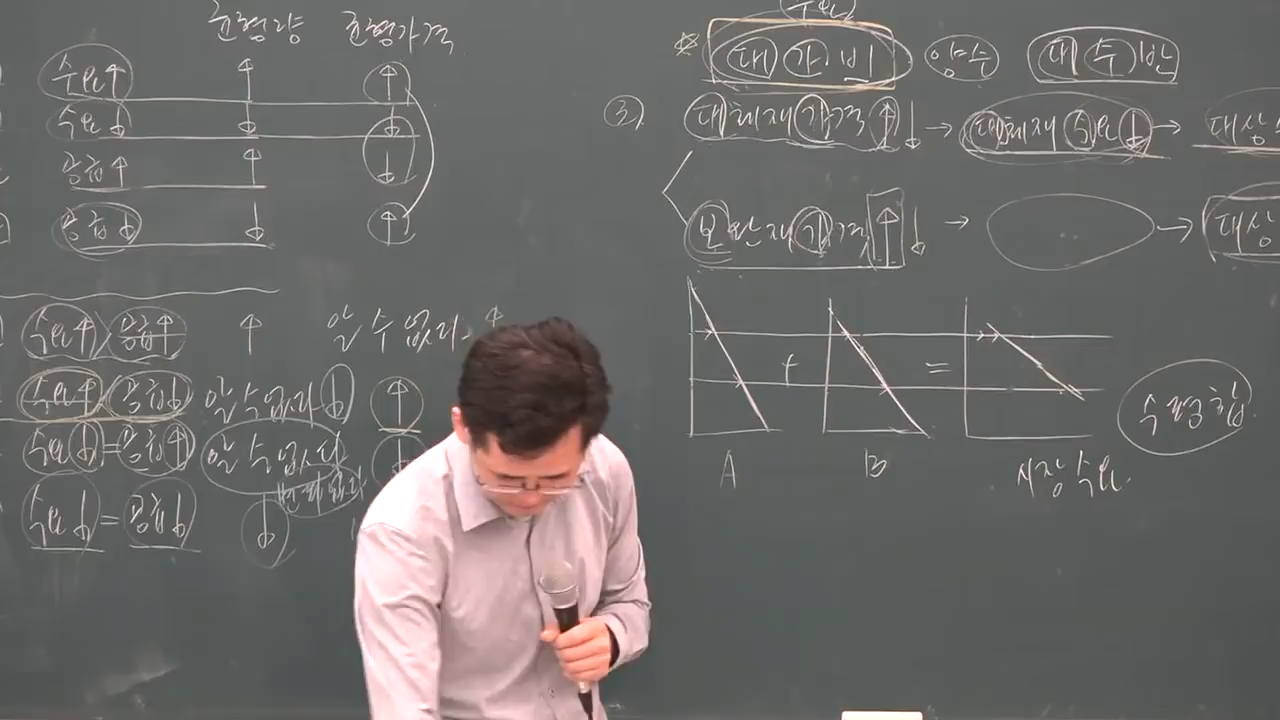 균형량 균형가격
수요↑ ↑ ↑
수요↓ ↓ ↓
공급↑ ↑ ↓
공급↓ ↓ ↑
수요↑ 공급↑ ↑ 알 수 없다
수요↑ 공급↓ 알 수 없다 ↑
수요↓ = 공급↑ 알 수 없다 ↓
수요↓ = 공급↓ ↓
대 가 비 양수 대 수 반
③ 대체재 가격 ↑↓ → 대체재 수요↓ → 대상
보완재 가격 ↑↓ → → 대상
+ =
A B 시장수요
수평합